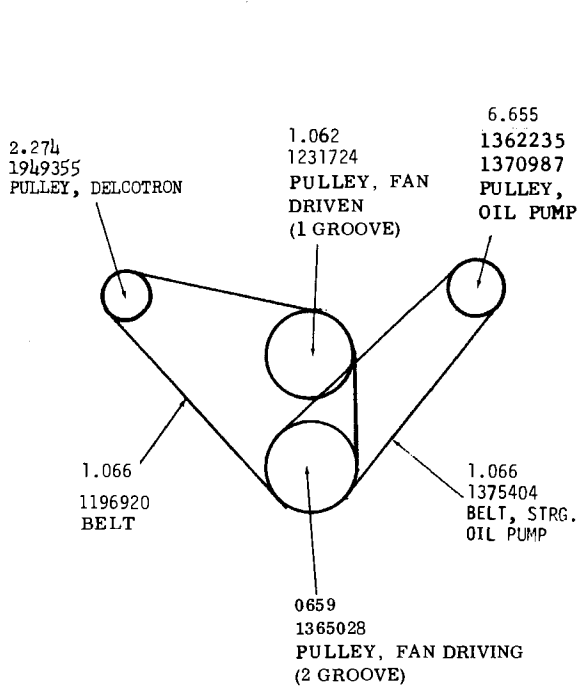 2.274
1949355
PULLEY, DELCOTRON
1.062
1231724
PULLEY, FAN
DRIVEN
(1 GROOVE)
6.655
1362235
1370987
PULLEY,
OIL PUMP
1.066
1196920
BELT
1.066
1375404
BELT, STRG.
OIL PUMP
0659
1365028
PULLEY, FAN DRIVING
(2 GROOVE)